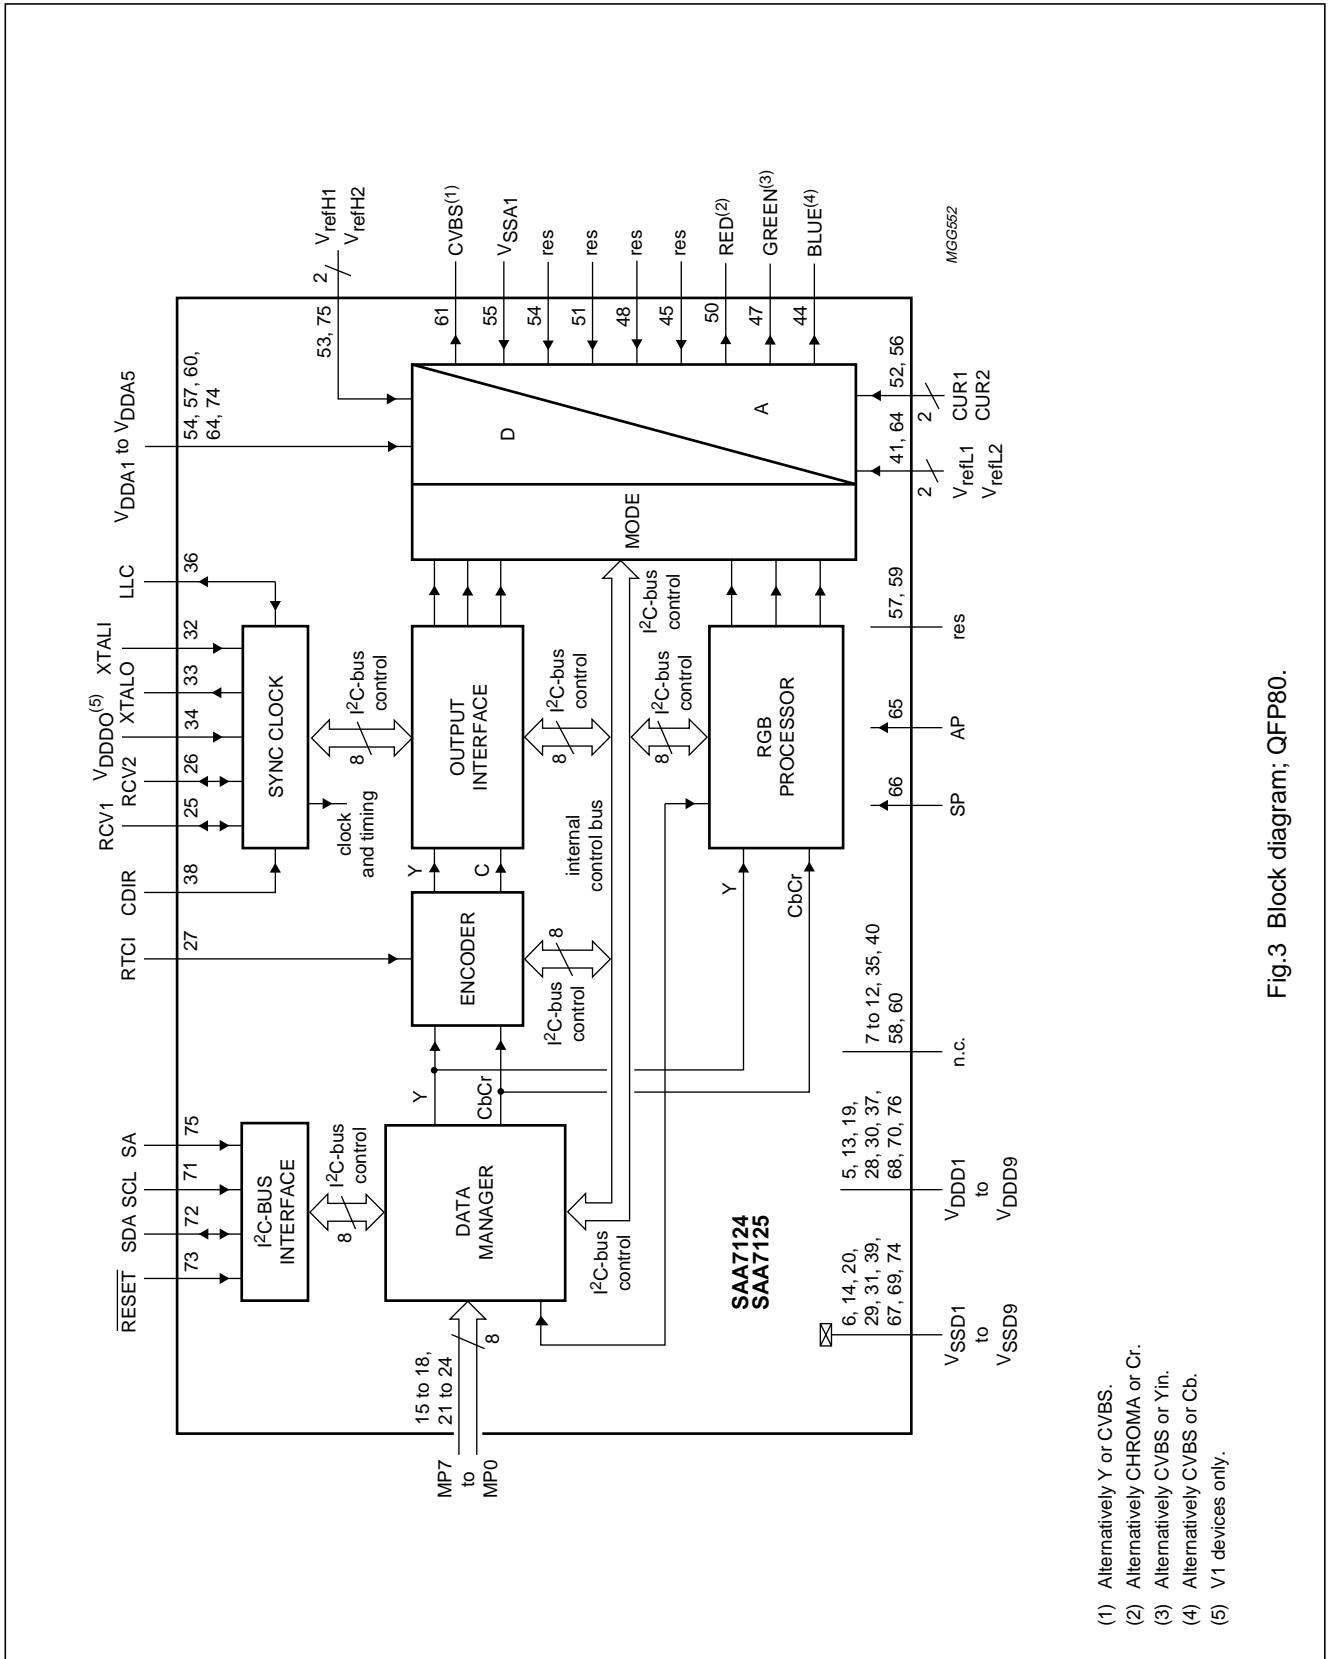 RESET
SDA
SCL
SA
RTCI
CDIR
RCV1
RCV2
VDDDO(5)
XTALO
XTALI
LLC
VDDA1 to VDDA5
73
72
71
75
27
38
25
26
34
33
32
36
54, 57, 60,
64, 74
53, 75
2
VrefH1
VrefH2
I2C-BUS
INTERFACE
SYNC CLOCK
clock
and timing
8
I2C-bus
control
8
I2C-bus
control
MP7
to
MP0
15 to 18,
21 to 24
8
DATA
MANAGER
Y
CbCr
ENCODER
Y
C
OUTPUT
INTERFACE
MODE
D
A
61
CVBS(1)
55
VSSA1
54
res
51
res
48
res
45
res
50
RED(2)
47
GREEN(3)
44
BLUE(4)
I2C-bus
control
I2C-bus
control
8
internal
control bus
8
I2C-bus
control
I2C-bus
control
8
Y
CbCr
RGB
PROCESSOR
SAA7124
SAA7125
6, 14, 20,
29, 31, 39,
67, 69, 74
VSSD1
to
VSSD9
5, 13, 19,
28, 30, 37,
68, 70, 76
VDDD1
to
VDDD9
7 to 12, 35, 40
58, 60
n.c.
66
SP
65
AP
57, 59
res
41, 64
2
VrefL1
VrefL2
52, 56
2
CUR1
CUR2
MGG552
(1) Alternatively Y or CVBS.
(2) Alternatively CHROMA or Cr.
(3) Alternatively CVBS or Yin.
(4) Alternatively CVBS or Cb.
(5) V1 devices only.
Fig.3 Block diagram; QFP80.